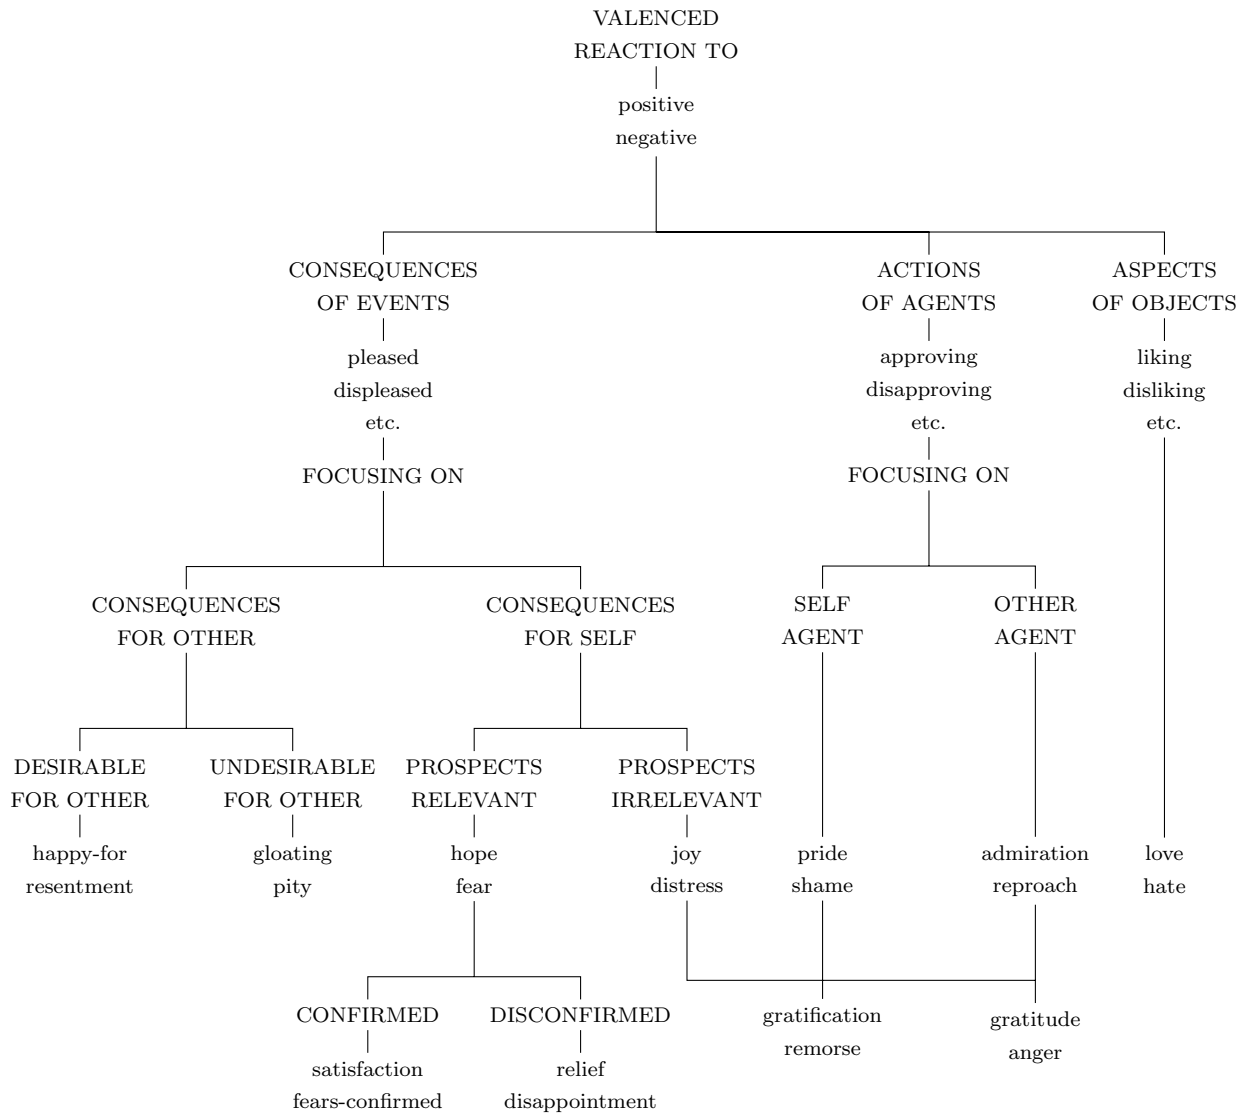 VALENCED
REACTION TO
positive
negative
CONSEQUENCES
OF EVENTS
ACTIONS
OF AGENTS
ASPECTS
OF OBJECTS
pleased
displeased
etc.
approving
disapproving
etc.
liking
disliking
etc.
FOCUSING ON
FOCUSING ON
CONSEQUENCES
FOR OTHER
CONSEQUENCES
FOR SELF
SELF
AGENT
OTHER
AGENT
DESIRABLE
FOR OTHER
UNDESIRABLE
FOR OTHER
PROSPECTS
RELEVANT
PROSPECTS
IRRELEVANT
happy-for
resentment
gloating
pity
hope
fear
joy
distress
pride
shame
admiration
reproach
love
hate
CONFIRMED
DISCONFIRMED
gratification
remorse
gratitude
anger
satisfaction
fears-confirmed
relief
disappointment